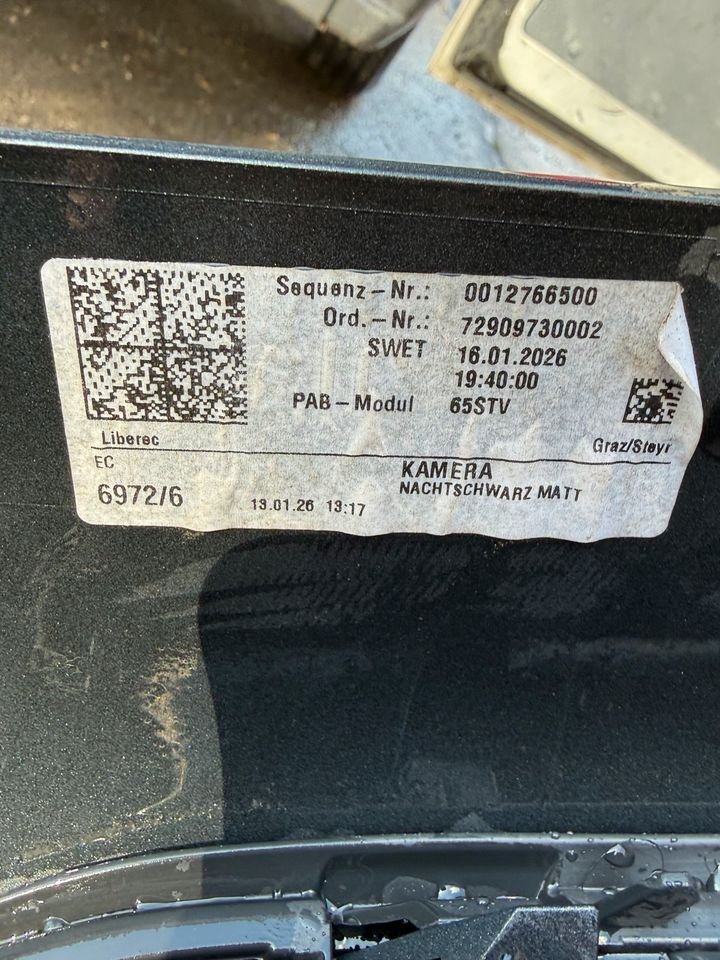 Sequenz-Nr.: 0012766500
Ord.-Nr.: 72909730002
SWET 16.01.2026
19:40:00
PAB-Modul 65STV
Liberec Graz/Steyr
EC KAMERA
6972/6 13.01.26 13:17 NACHTSCHWARZ MATT